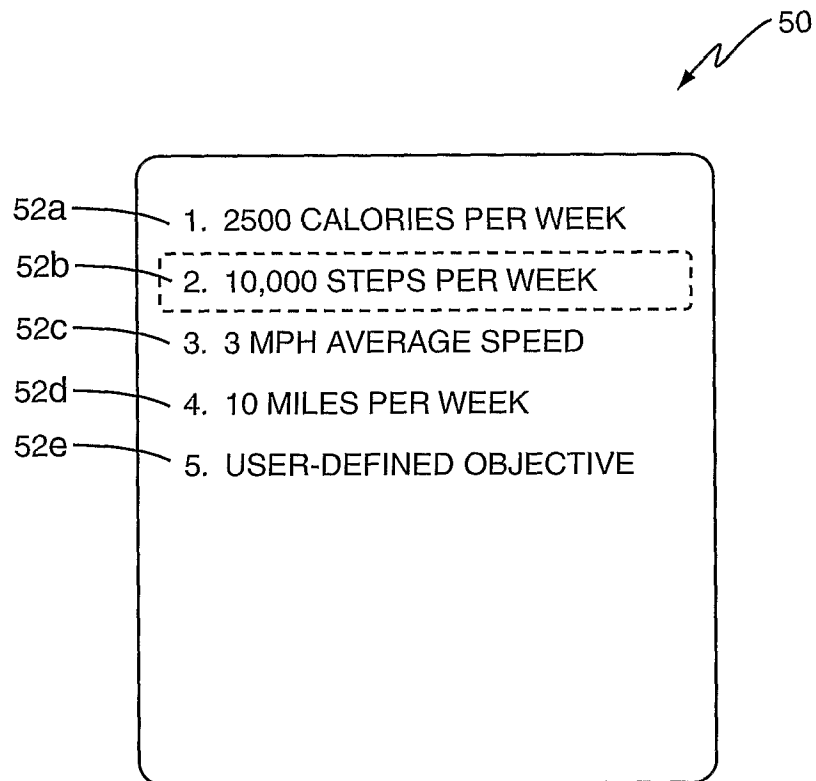 50
52a
1. 2500 CALORIES PER WEEK
52b
2. 10,000 STEPS PER WEEK
52c
3. 3 MPH AVERAGE SPEED
52d
4. 10 MILES PER WEEK
52e
5. USER-DEFINED OBJECTIVE